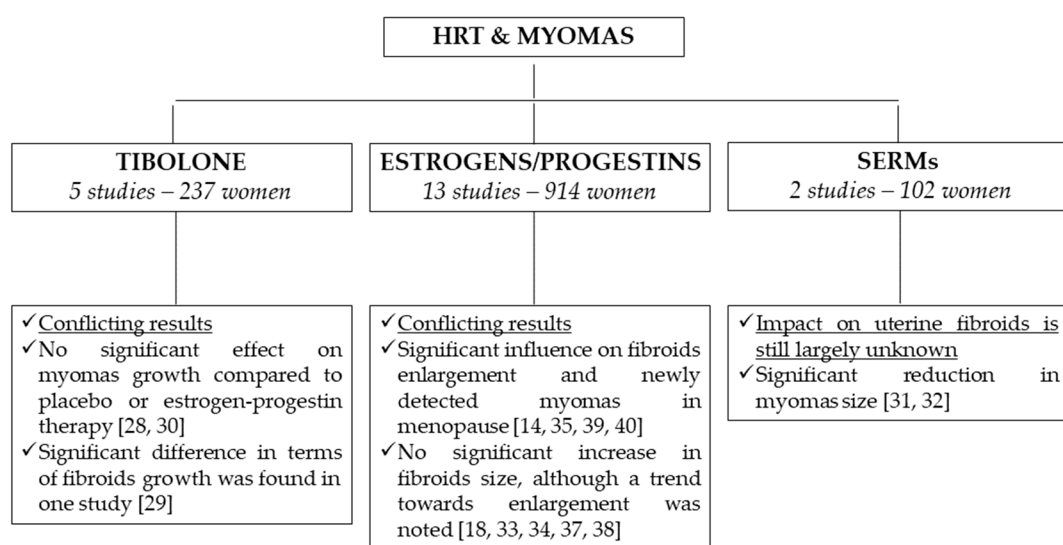 HRT & MYOMAS
TIBOLONE
5 studies – 237 women
ESTROGENS/PROGESTINS
13 studies – 914 women
SERMs
2 studies – 102 women
✓Conflicting results
✓No significant effect on
myomas growth compared to
placebo or estrogen-progestin
therapy [28, 30]
✓Significant difference in terms
of fibroids growth was found in
one study [29]
✓Conflicting results
✓Significant influence on fibroids
enlargement and newly
detected myomas in
menopause [14, 35, 39, 40]
✓No significant increase in
fibroids size, although a trend
towards enlargement was
noted [18, 33, 34, 37, 38]
✓Impact on uterine fibroids is
still largely unknown
✓Significant reduction in
myomas size [31, 32]